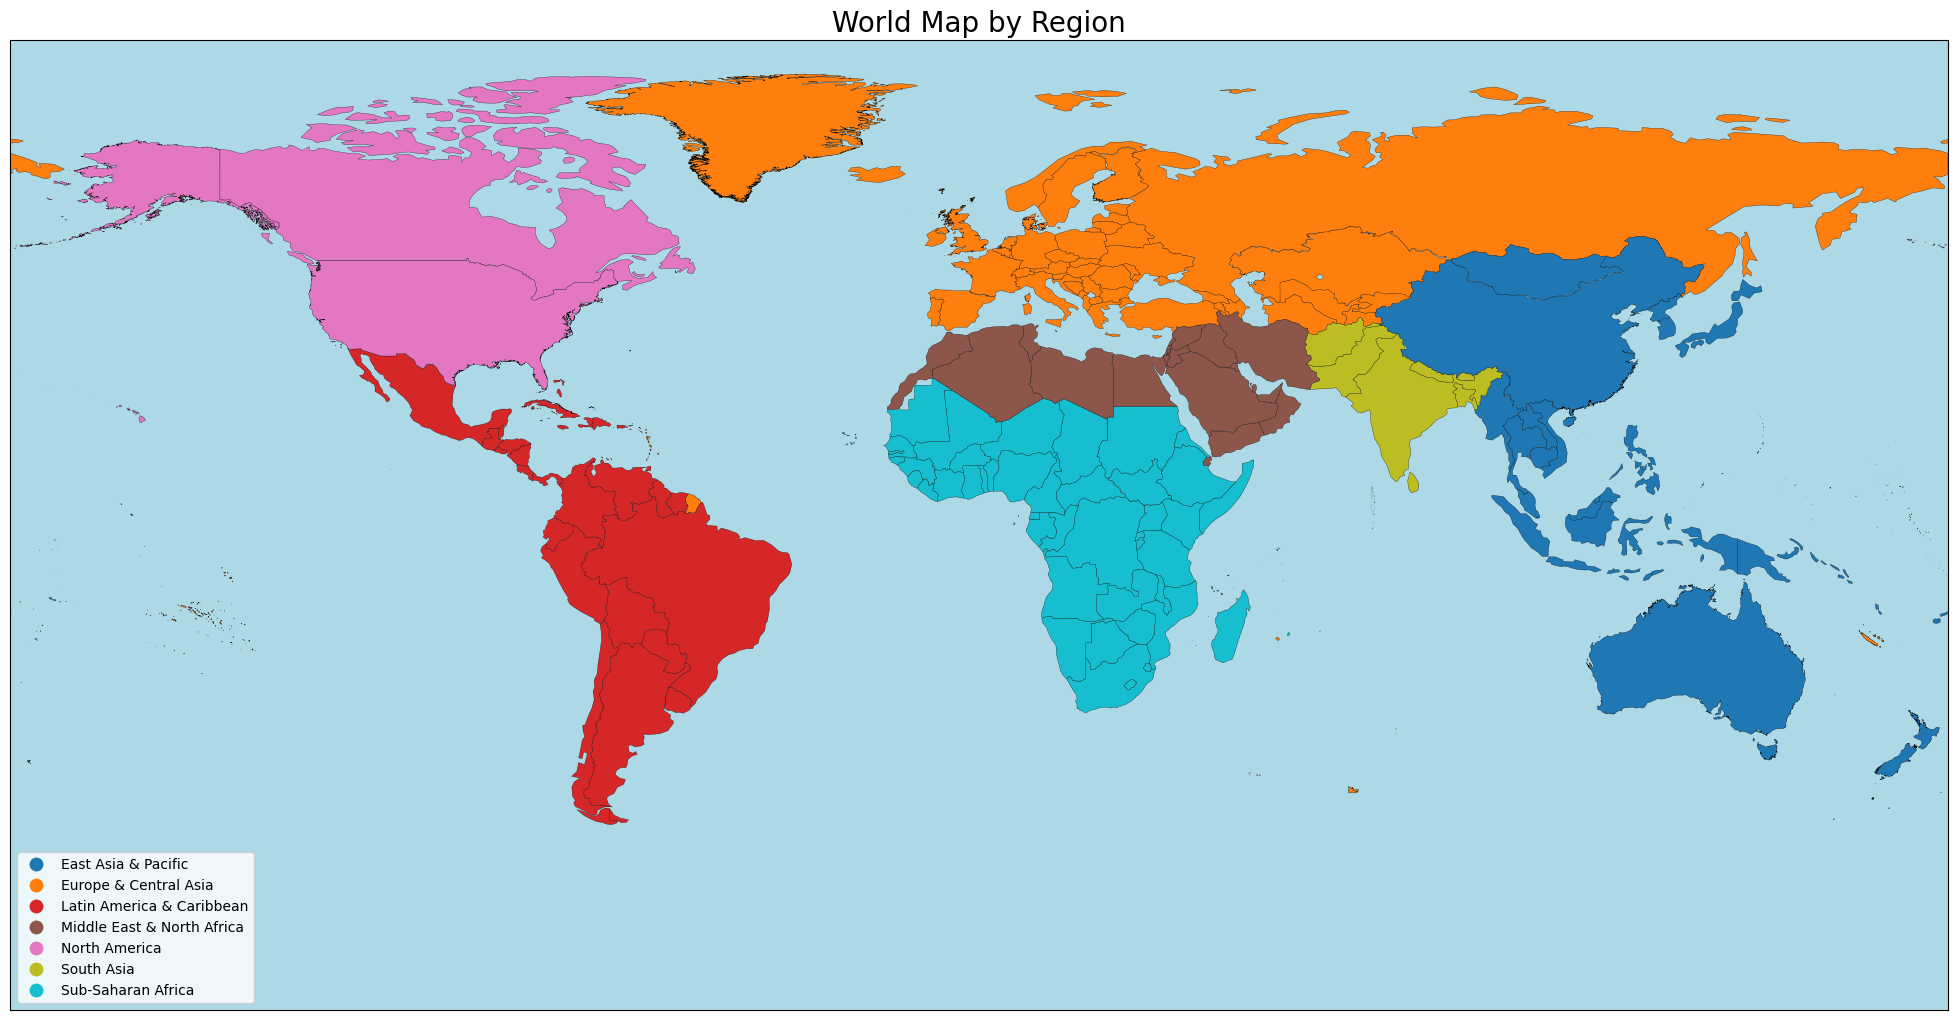 World Map by Region
East Asia & Pacific
Europe & Central Asia
Latin America & Caribbean
Middle East & North Africa
North America
South Asia
Sub-Saharan Africa